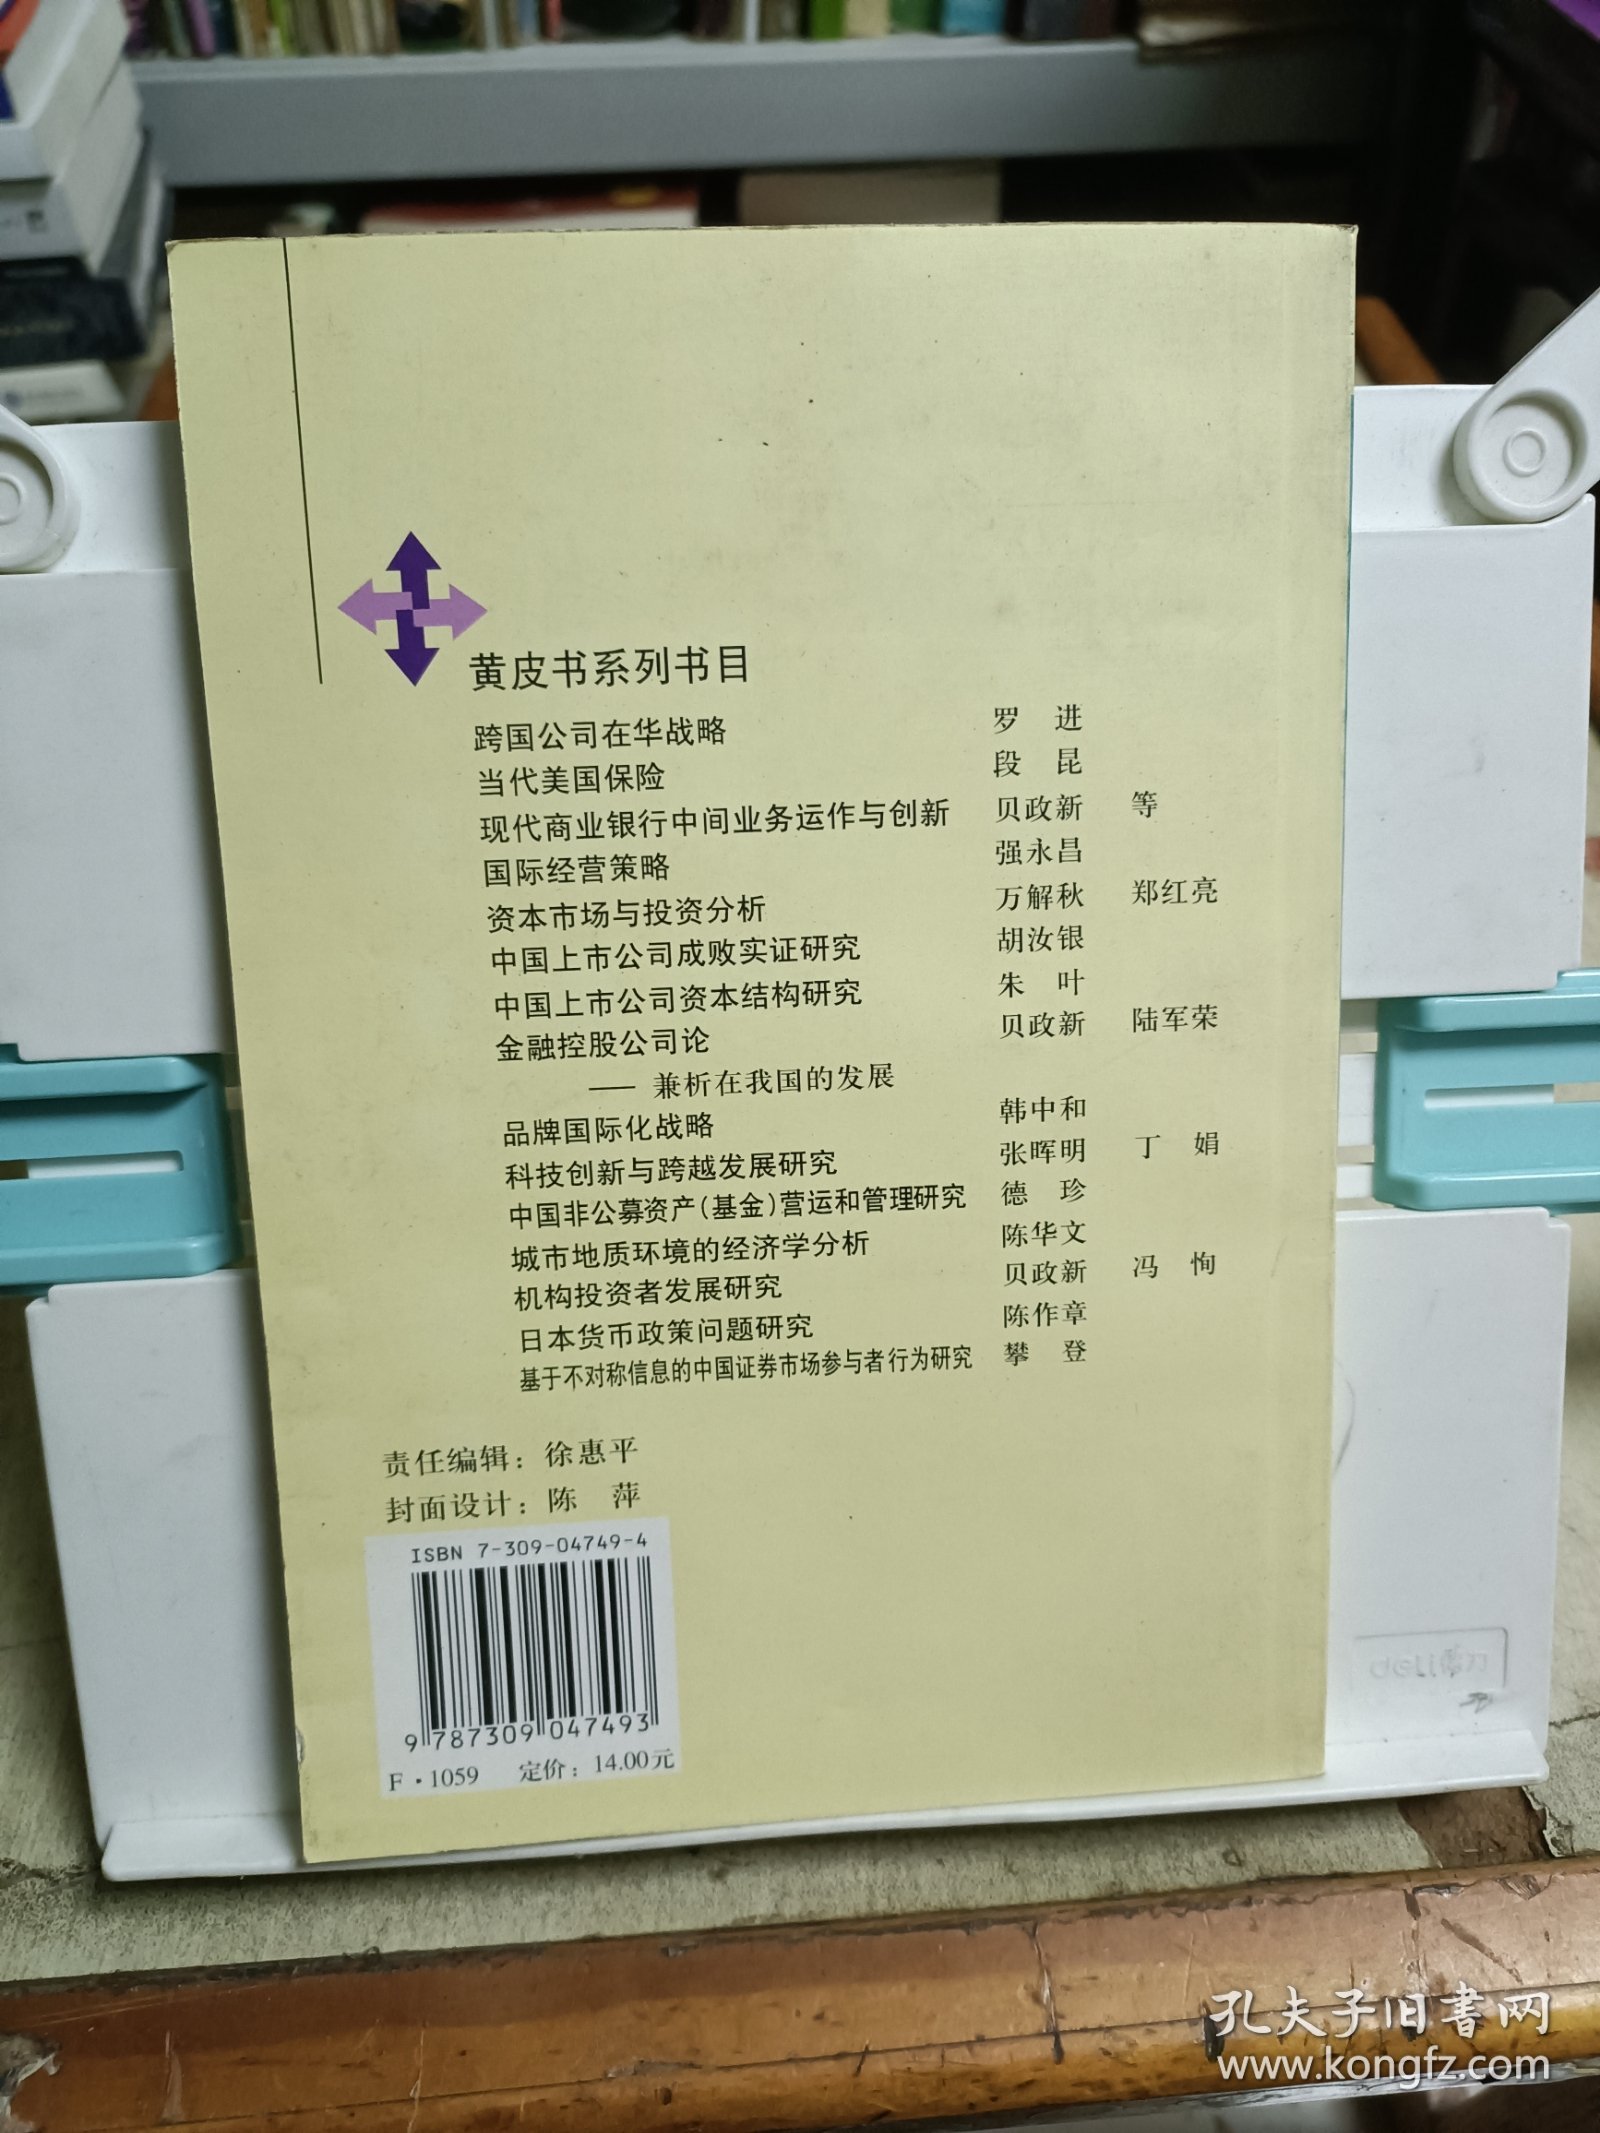 黄皮书系列书目
跨国公司在华战略 罗 进
当代美国保险 段 昆
现代商业银行中间业务运作与创新 贝政新 等
国际经营策略 强永昌
资本市场与投资分析 万解秋 郑红亮
中国上市公司成败实证研究 胡汝银
中国上市公司资本结构研究 朱 叶
金融控股公司论 贝政新 陆军荣
—— 兼析在我国的发展
品牌国际化战略 韩中和
科技创新与跨越发展研究 张晖明 丁 娟
中国非公募资产(基金)营运和管理研究 德 珍
城市地质环境的经济学分析 陈华文
机构投资者发展研究 贝政新 冯 恂
日本货币政策问题研究 陈作章
基于不对称信息的中国证券市场参与者行为研究 攀 登
责任编辑：徐惠平
封面设计：陈 萍
ISBN 7-309-04749-4
9 787309 047493
F·1059 定价：14.00元
deli得力
孔夫子旧书网
www.kongfz.com